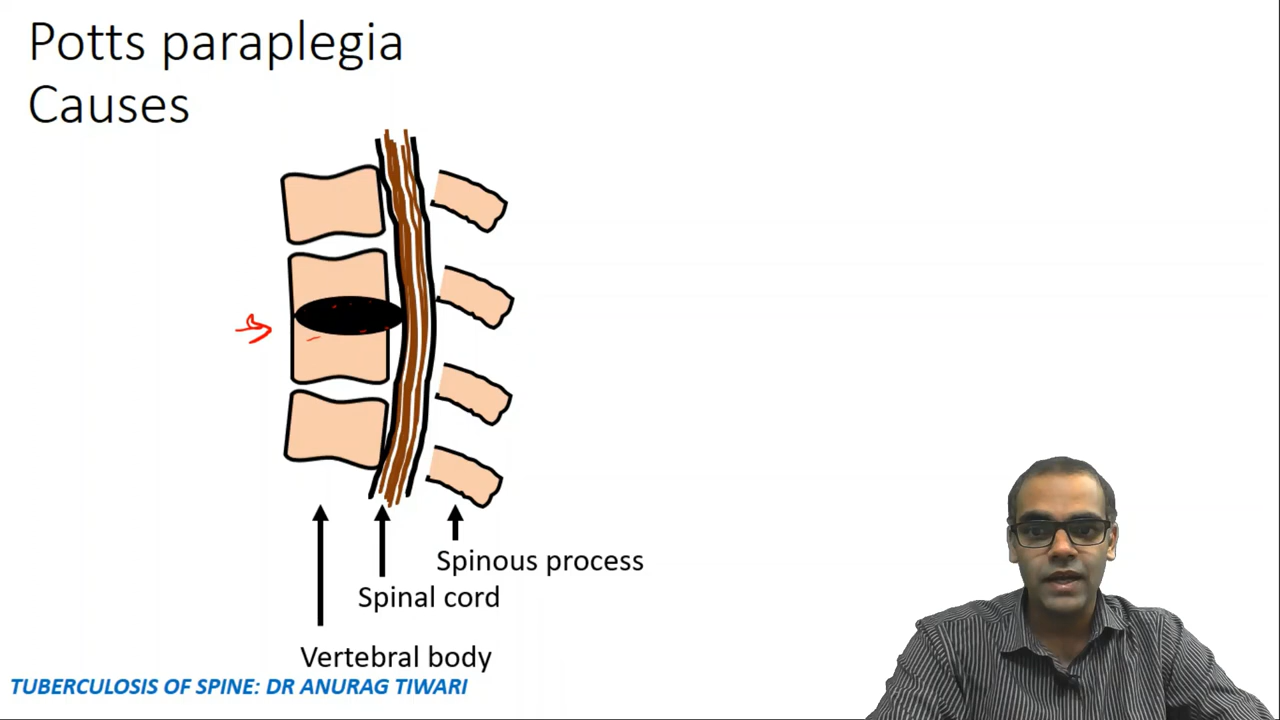 Potts paraplegia
Causes
Spinous process
Spinal cord
Vertebral body
TUBERCULOSIS OF SPINE: DR ANURAG TIWARI